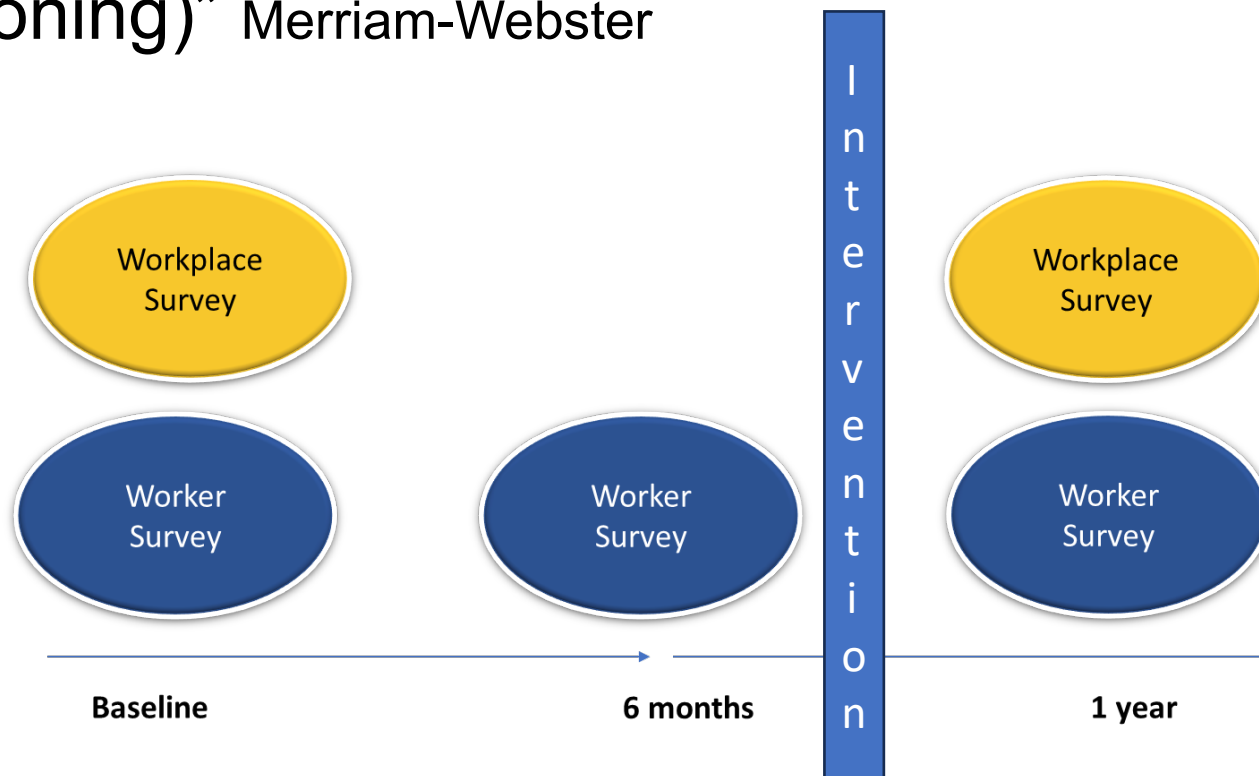 oning)" Merriam-Webster
Intervention
Workplace
Survey
Workplace
Survey
Worker
Survey
Worker
Survey
Worker
Survey
Baseline
6 months
1 year